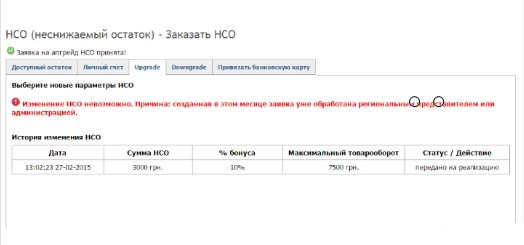 НСО (неснижаемый остаток) - Заказать НСО
Заявка на апгрейд НСО принята!
Доступный остаток Личный счет Upgrade Downgrade Привязать банковскую карту
Выберите новые параметры НСО
Изменение НСО невозможно. Причина: созданная в этом месяце заявка уже обработана региональным представителем или
администрацией.
История изменения НСО
Дата Сумма НСО % бонуса Максимальный товарооборот Статус / Действие
13:02:23 27-02-2015 3000 грн. 10% 7500 грн. передано на реализацию